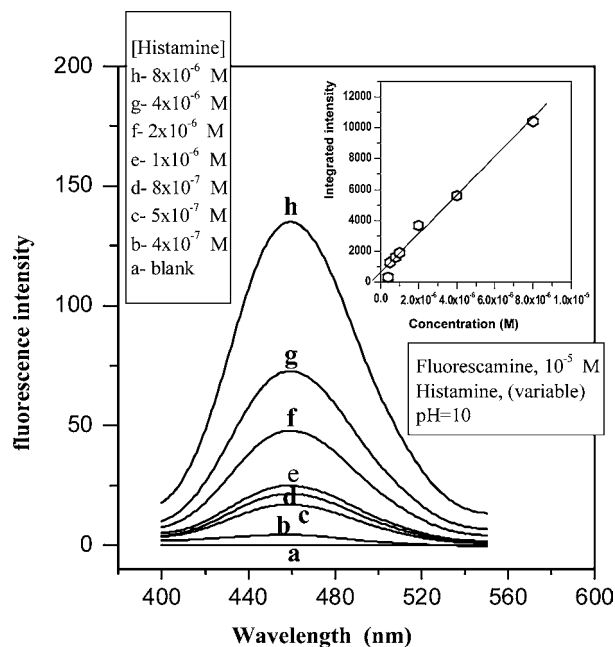 [Histamine]
h- 8x10⁻⁶ M
g- 4x10⁻⁶ M
f- 2x10⁻⁶ M
e- 1x10⁻⁶ M
d- 8x10⁻⁷ M
c- 5x10⁻⁷ M
b- 4x10⁻⁷ M
a- blank
200
150
100
50
0
fluorescence intensity
h
g
f
e
d
c
b
a
400 440 480 520 560 600
Wavelength (nm)
12000
10000
8000
6000
4000
2000
0
Integrated intensity
0.0 2.0x10⁻⁶ 4.0x10⁻⁶ 6.0x10⁻⁶ 8.0x10⁻⁶ 1.0x10⁻⁵
Concentration (M)
Fluorescamine, 10⁻⁵ M
Histamine, (variable)
pH=10